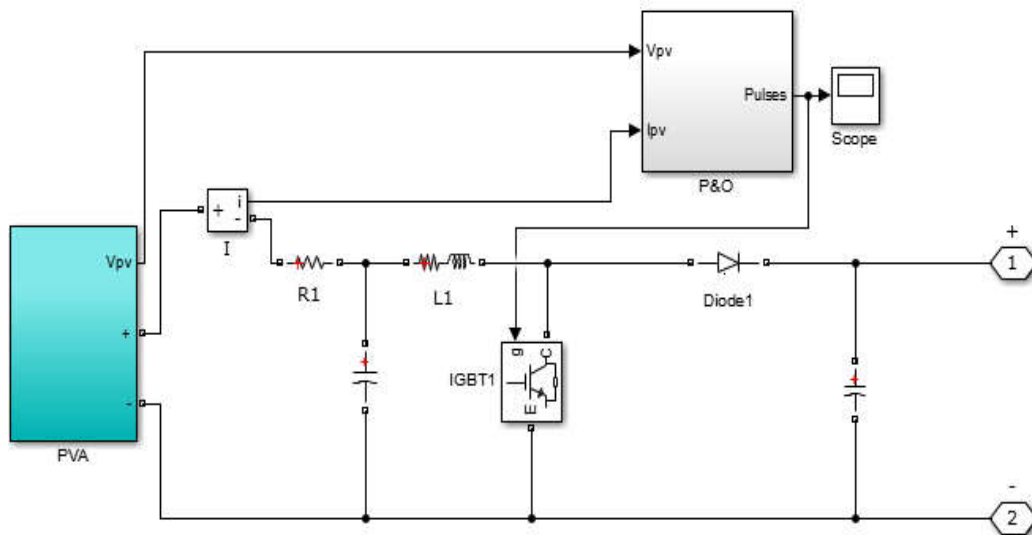 Vpv
Ipv
Pulses
P&O
Scope
+
i
-
I
Vpv
+
-
PVA
R1
L1
Diode1
+
1
g
C
E
IGBT1
-
2